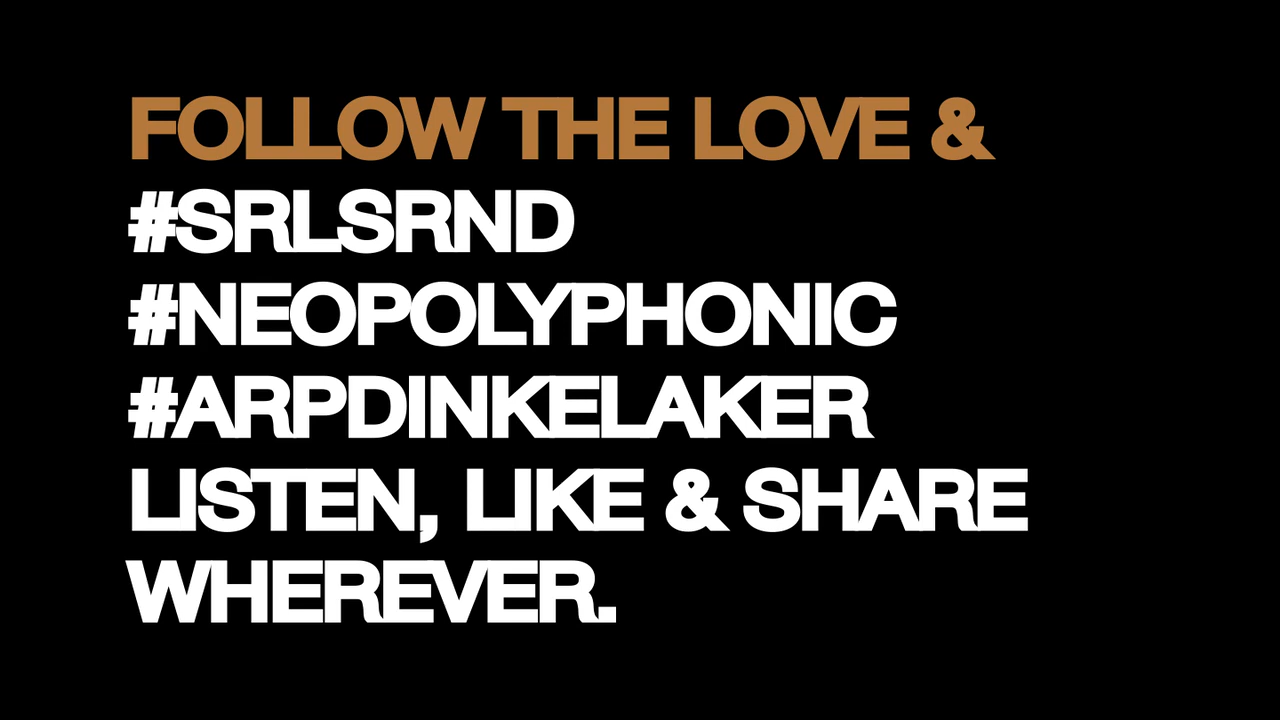 FOLLOW THE LOVE &
#SRLSRND
#NEOPOLYPHONIC
#ARPDINKELAKER
LISTEN, LIKE & SHARE
WHEREVER.